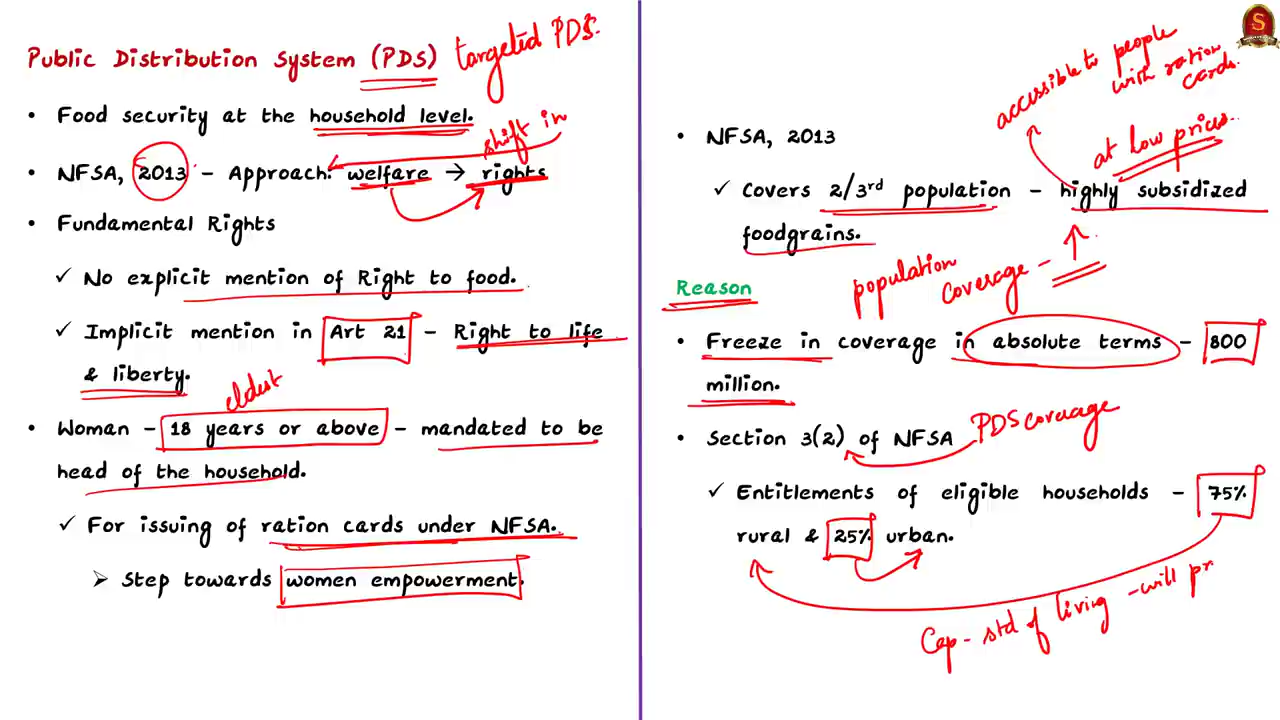 Public Distribution System (PDS) targeted PDS.
• Food security at the household level.
shift in
• NFSA, 2013 - Approach: welfare → rights
• Fundamental Rights
✓ No explicit mention of Right to food.
✓ Implicit mention in Art 21 - Right to life
& liberty.
eldest
• Woman - 18 years or above - mandated to be
head of the household.
✓ For issuing of ration cards under NFSA.
➢ Step towards women empowerment.
S
accessible to people
with ration
cards.
• NFSA, 2013
at low prices.
✓ Covers 2/3rd population - highly subsidized
foodgrains.
population
coverage -
Reason
• Freeze in coverage in absolute terms - 800
million.
PDS coverage
• Section 3(2) of NFSA
✓ Entitlements of eligible households - 75%
rural & 25% urban.
Cap - std of living - will pr